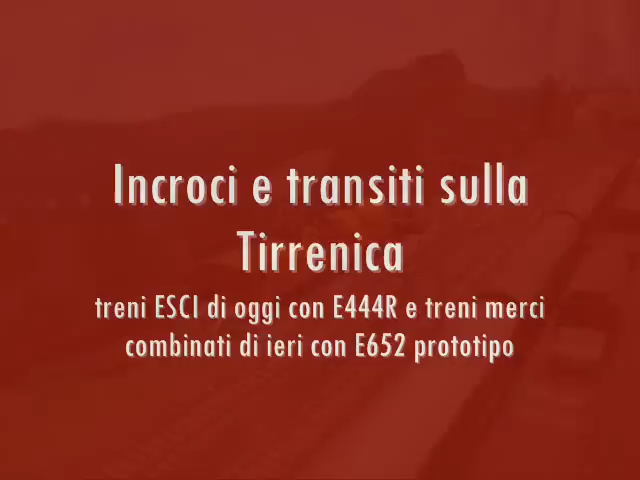 Incroci e transiti sulla
Tirrenica
treni ESCI di oggi con E444R e treni merci
combinati di ieri con E652 prototipo